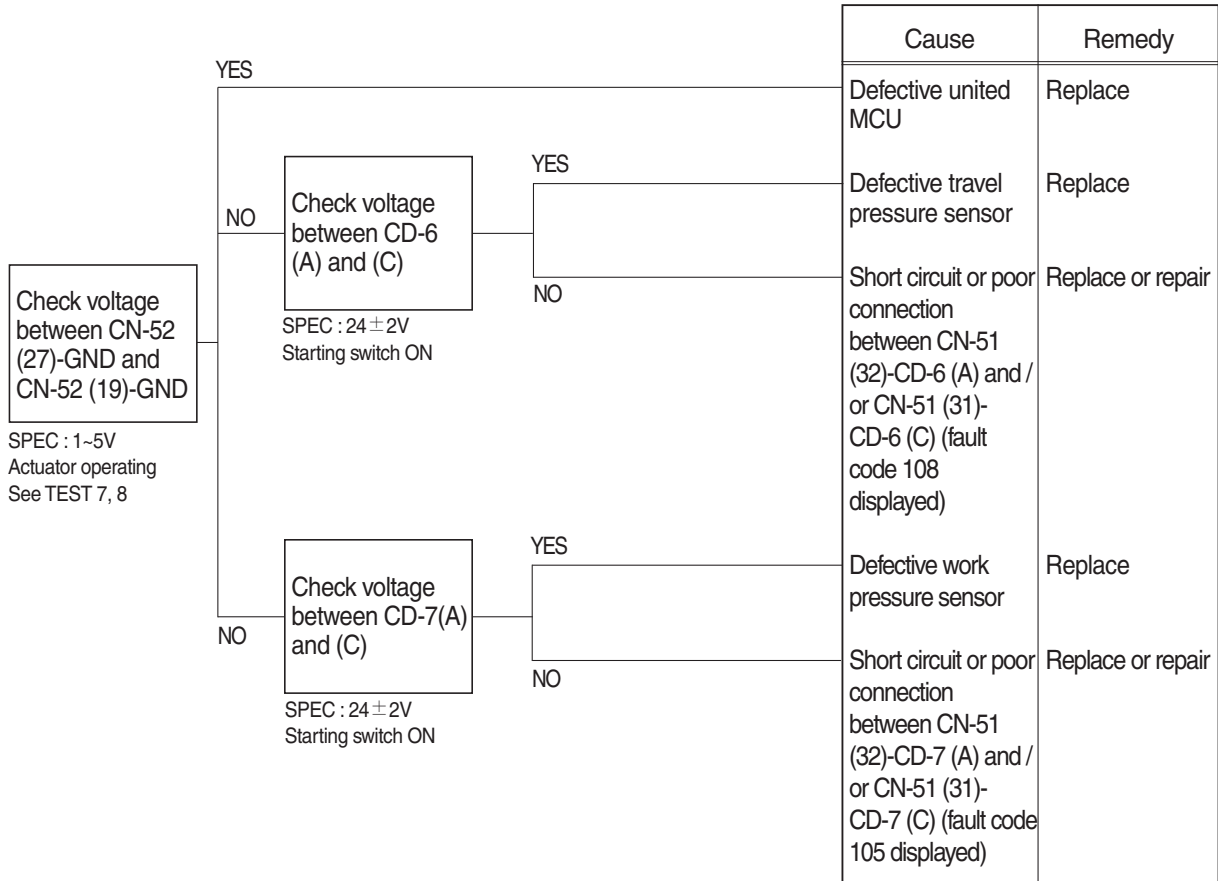 Cause
Remedy
YES
Defective united
MCU
Replace
YES
Defective travel
pressure sensor
Replace
NO
Check voltage
between CD-6
(A) and (C)
SPEC : 24±2V
Starting switch ON
NO
Short circuit or poor
connection
between CN-51
(32)-CD-6 (A) and /
or CN-51 (31)-
CD-6 (C) (fault
code 108
displayed)
Replace or repair
Check voltage
between CN-52
(27)-GND and
CN-52 (19)-GND
SPEC : 1~5V
Actuator operating
See TEST 7, 8
YES
Defective work
pressure sensor
Replace
NO
Check voltage
between CD-7(A)
and (C)
SPEC : 24±2V
Starting switch ON
NO
Short circuit or poor
connection
between CN-51
(32)-CD-7 (A) and /
or CN-51 (31)-
CD-7 (C) (fault code
105 displayed)
Replace or repair